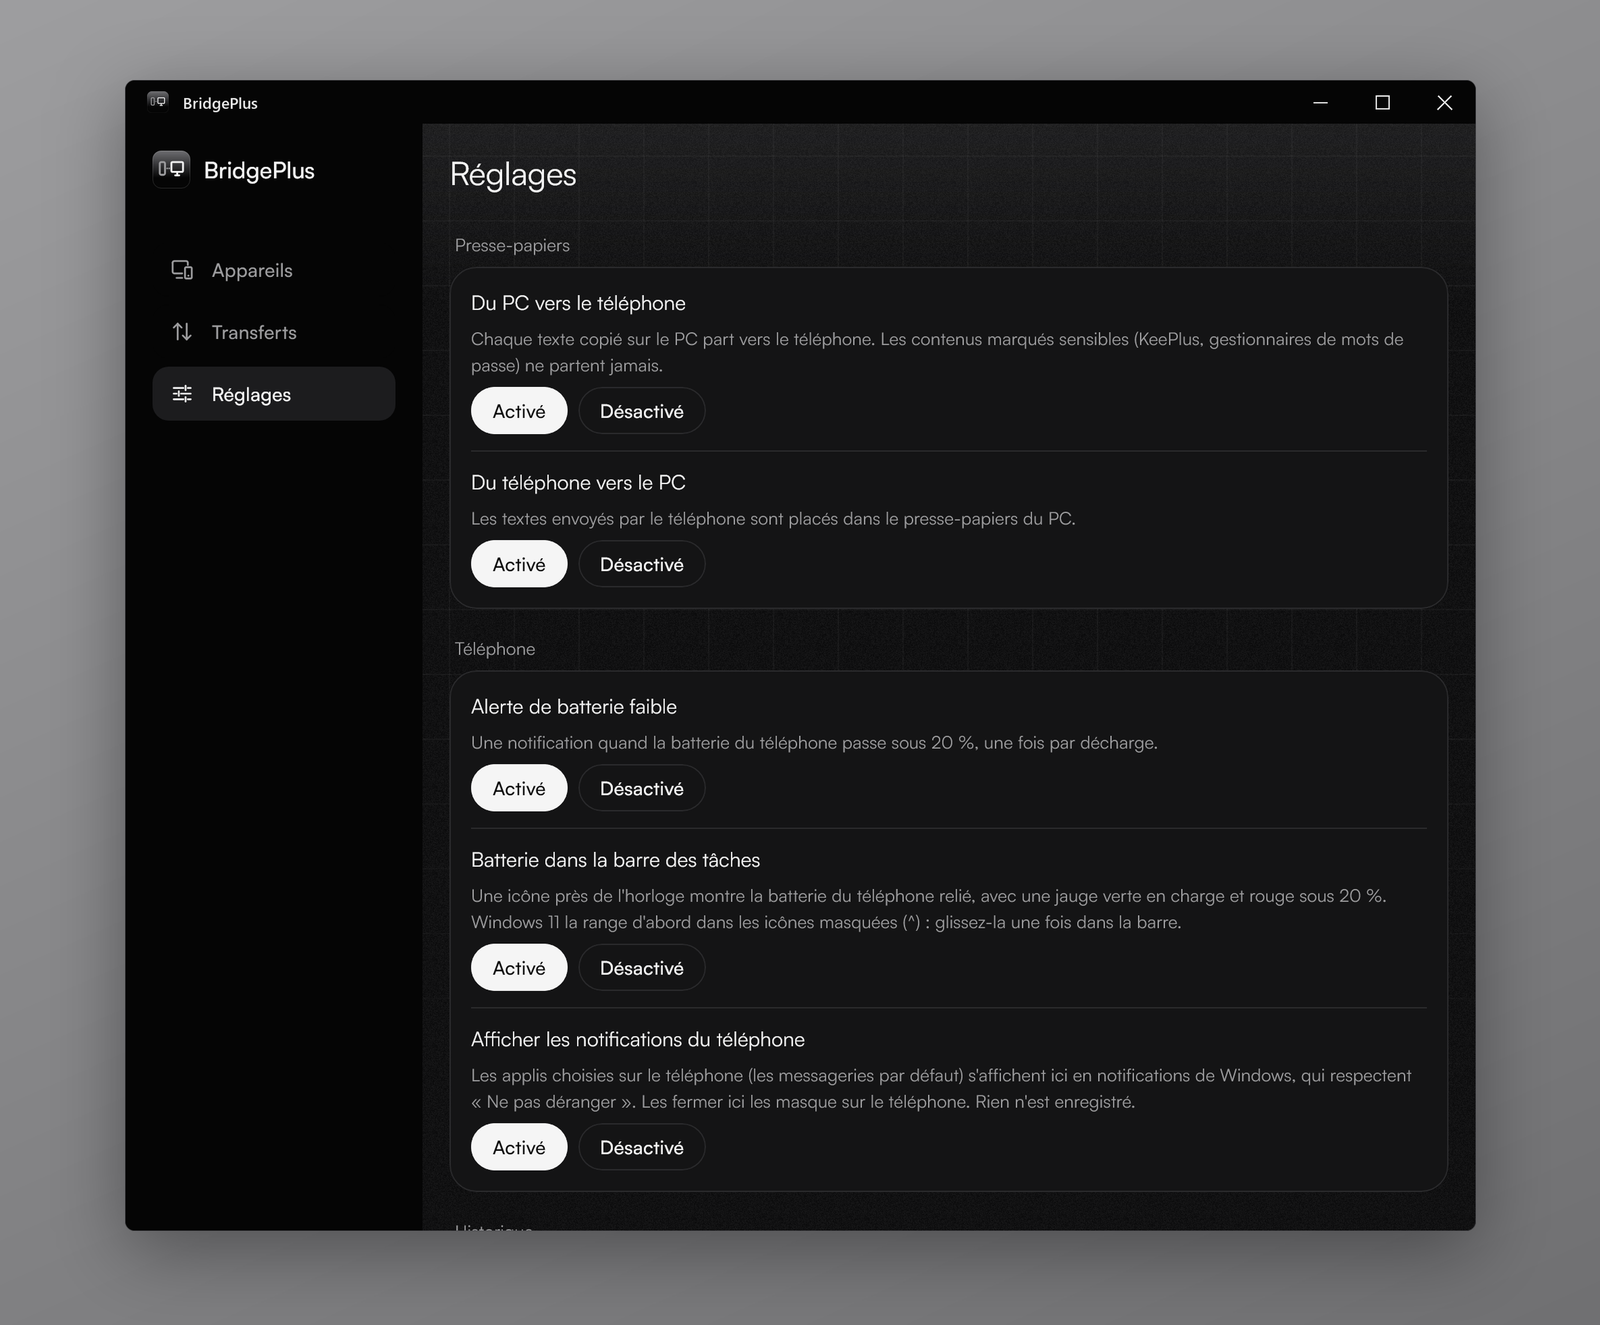 BridgePlus
BridgePlus
Appareils
Transferts
Réglages
Réglages
Presse-papiers
Du PC vers le téléphone
Chaque texte copié sur le PC part vers le téléphone. Les contenus marqués sensibles (KeePlus, gestionnaires de mots de
passe) ne partent jamais.
Activé Désactivé
Du téléphone vers le PC
Les textes envoyés par le téléphone sont placés dans le presse-papiers du PC.
Activé Désactivé
Téléphone
Alerte de batterie faible
Une notification quand la batterie du téléphone passe sous 20 %, une fois par décharge.
Activé Désactivé
Batterie dans la barre des tâches
Une icône près de l'horloge montre la batterie du téléphone relié, avec une jauge verte en charge et rouge sous 20 %.
Windows 11 la range d'abord dans les icônes masquées (^) : glissez-la une fois dans la barre.
Activé Désactivé
Afficher les notifications du téléphone
Les applis choisies sur le téléphone (les messageries par défaut) s'affichent ici en notifications de Windows, qui respectent
« Ne pas déranger ». Les fermer ici les masque sur le téléphone. Rien n'est enregistré.
Activé Désactivé
Historique